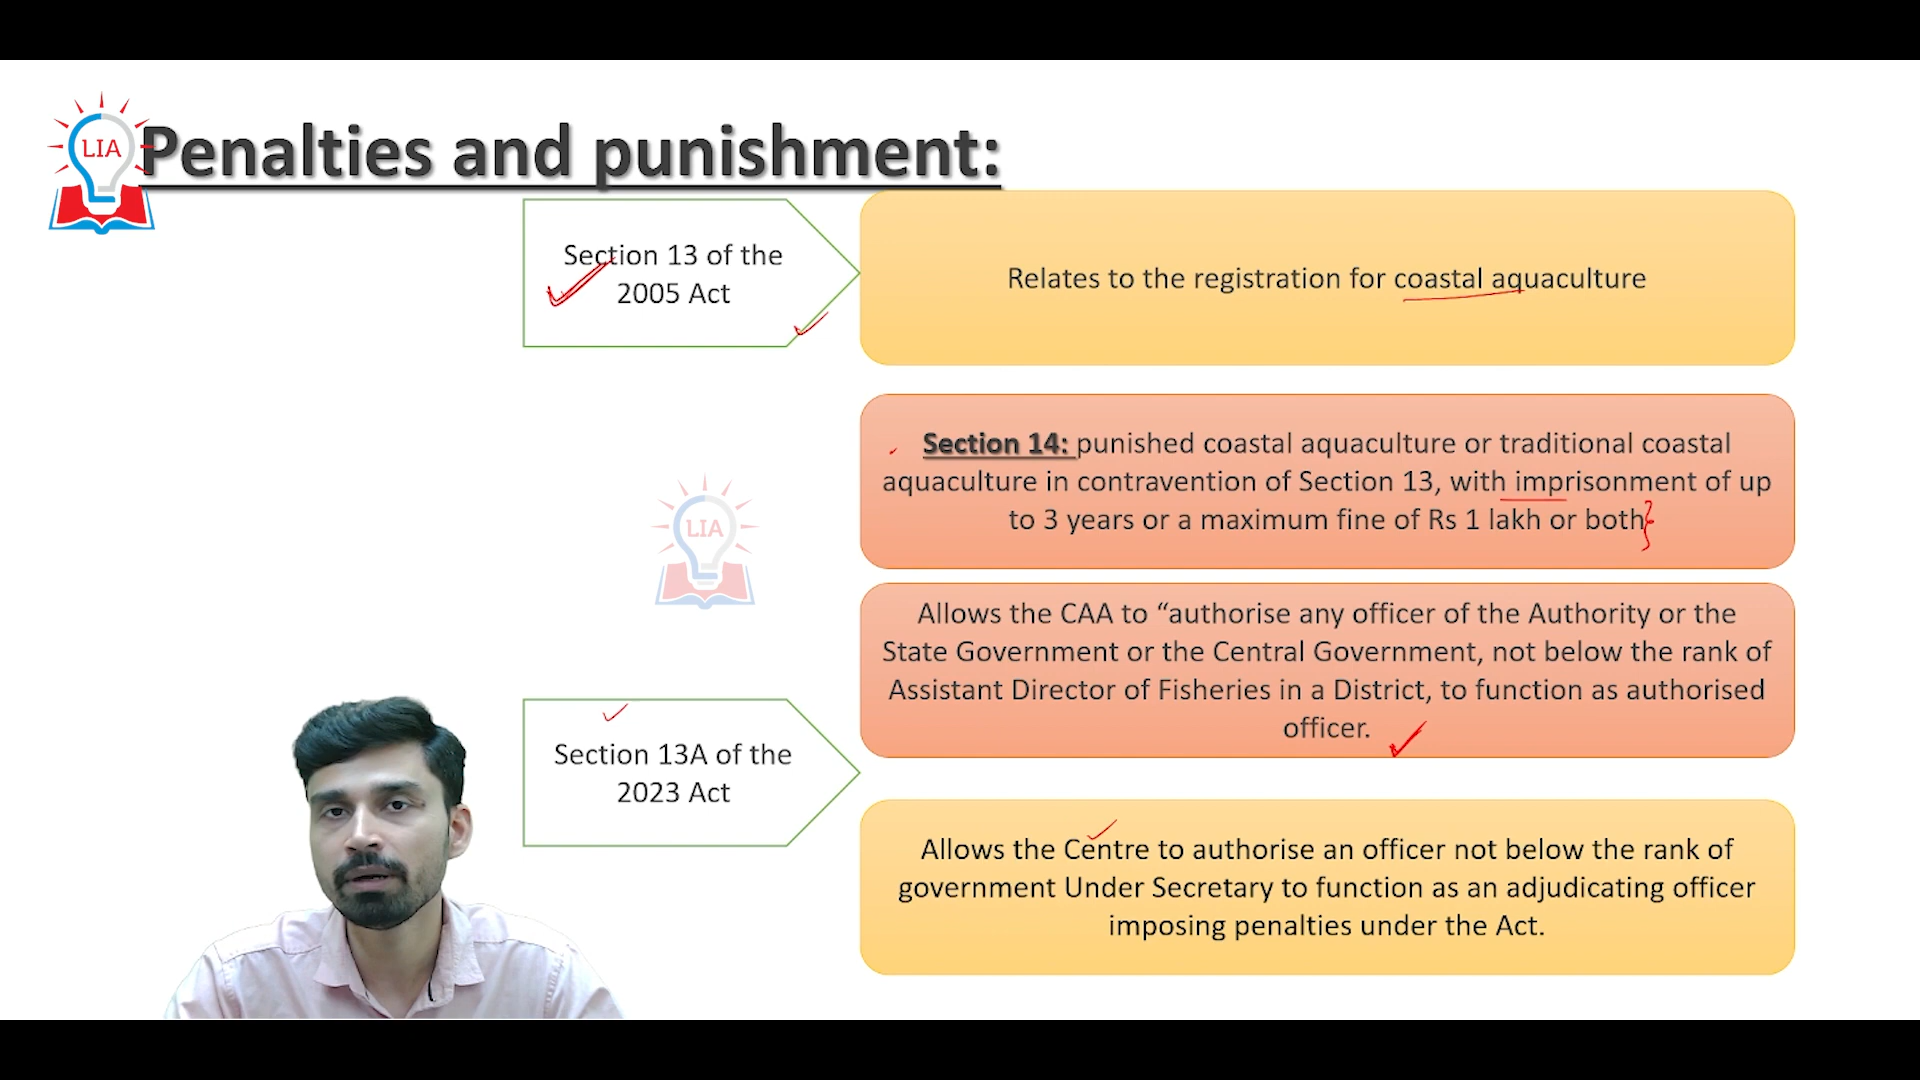 LIA
Penalties and punishment:
Section 13 of the
2005 Act
Relates to the registration for coastal aquaculture
Section 14: punished coastal aquaculture or traditional coastal
aquaculture in contravention of Section 13, with imprisonment of up
to 3 years or a maximum fine of Rs 1 lakh or both
LIA
Section 13A of the
2023 Act
Allows the CAA to “authorise any officer of the Authority or the
State Government or the Central Government, not below the rank of
Assistant Director of Fisheries in a District, to function as authorised
officer.
Allows the Centre to authorise an officer not below the rank of
government Under Secretary to function as an adjudicating officer
imposing penalties under the Act.